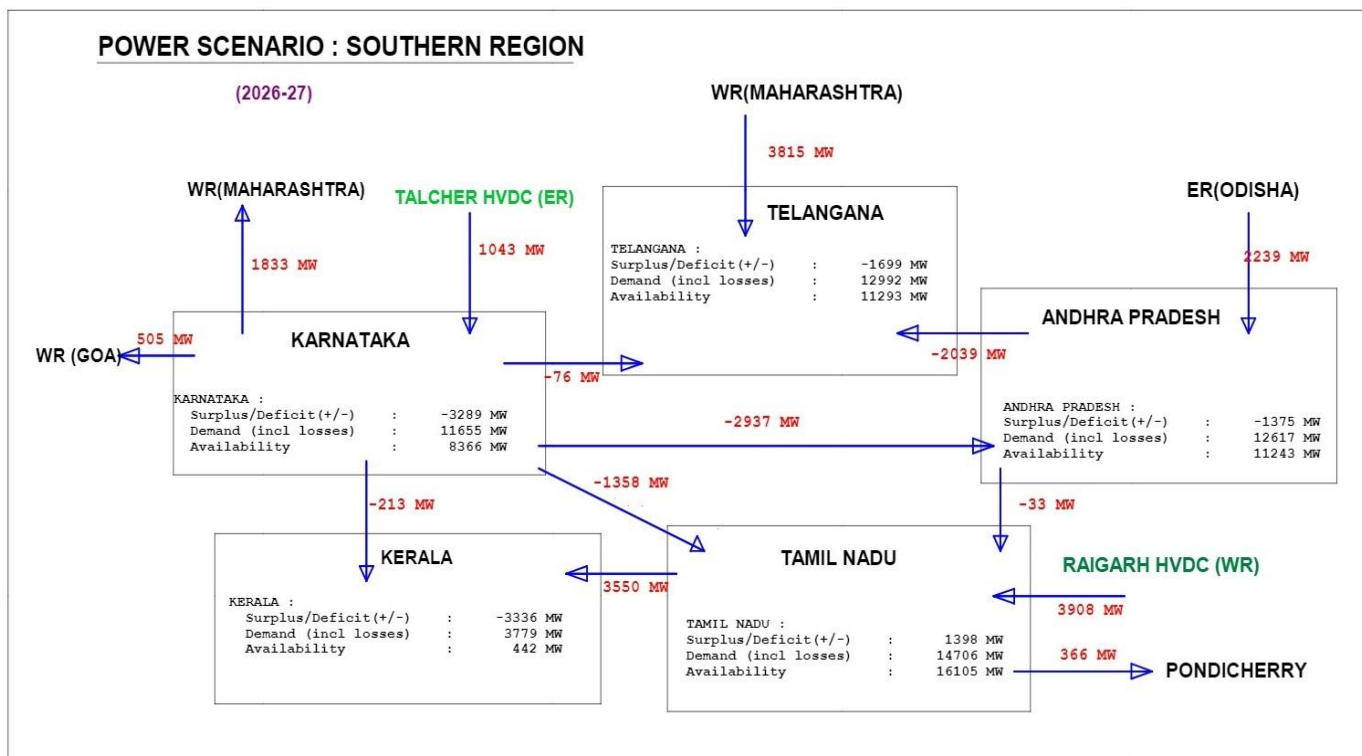 POWER SCENARIO : SOUTHERN REGION
(2026-27)
WR(MAHARASHTRA)
3815 MW
WR(MAHARASHTRA)
TALCHER HVDC (ER)
ER(ODISHA)
1833 MW
1043 MW
2239 MW
TELANGANA
TELANGANA :
Surplus/Deficit(+/-) : -1699 MW
Demand (incl losses) : 12992 MW
Availability : 11293 MW
WR (GOA)
505 MW
-76 MW
-2039 MW
KARNATAKA
KARNATAKA :
Surplus/Deficit(+/-) : -3289 MW
Demand (incl losses) : 11655 MW
Availability : 8366 MW
-2937 MW
ANDHRA PRADESH
ANDHRA PRADESH :
Surplus/Deficit(+/-) : -1375 MW
Demand (incl losses) : 12617 MW
Availability : 11243 MW
-213 MW
-1358 MW
-33 MW
KERALA
KERALA :
Surplus/Deficit(+/-) : -3336 MW
Demand (incl losses) : 3779 MW
Availability : 442 MW
3550 MW
TAMIL NADU
TAMIL NADU :
Surplus/Deficit(+/-) : 1398 MW
Demand (incl losses) : 14706 MW
Availability : 16105 MW
RAIGARH HVDC (WR)
3908 MW
366 MW
PONDICHERRY